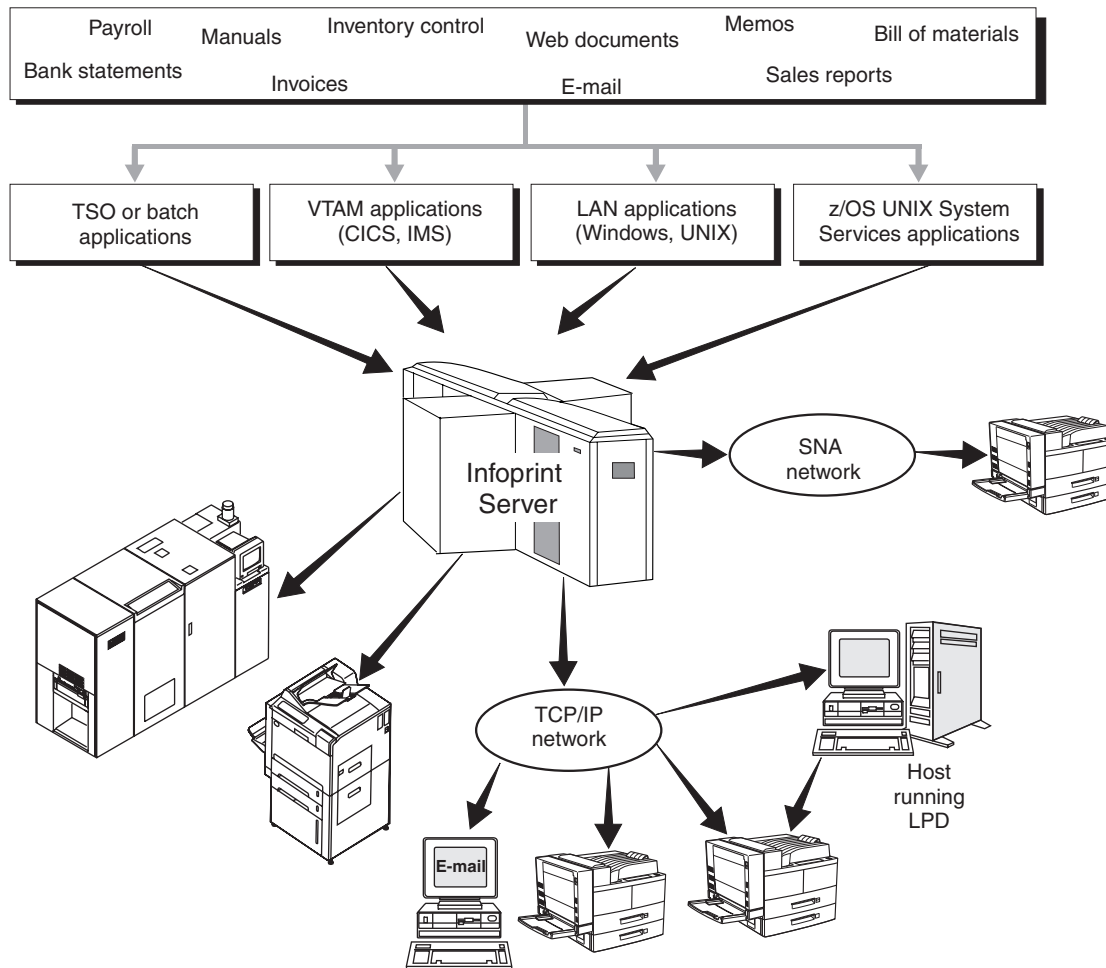 Payroll
Manuals
Inventory control
Web documents
Memos
Bill of materials
Bank statements
Invoices
E-mail
Sales reports
TSO or batch
applications
VTAM applications
(CICS, IMS)
LAN applications
(Windows, UNIX)
z/OS UNIX System
Services applications
Infoprint
Server
SNA
network
TCP/IP
network
Host
running
LPD
E-mail